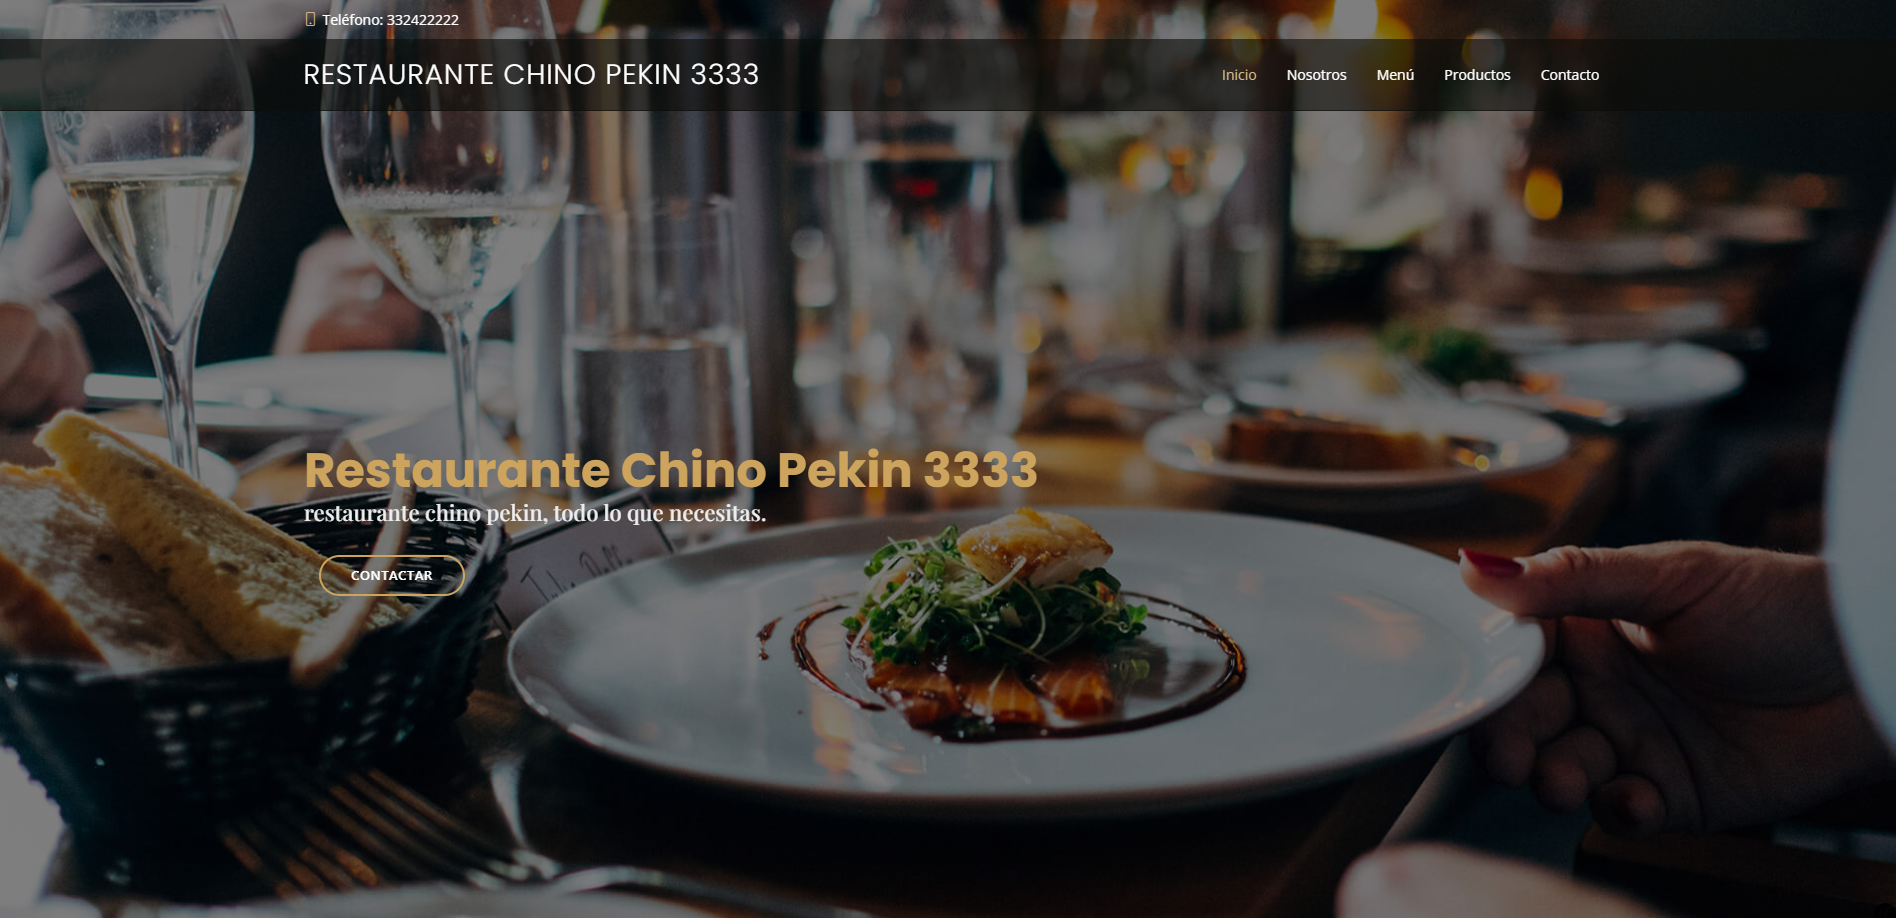 Teléfono: 332422222
RESTAURANTE CHINO PEKIN 3333
Inicio Nosotros Menú Productos Contacto
Restaurante Chino Pekin 3333
restaurante chino pekin, todo lo que necesitas.
CONTACTAR